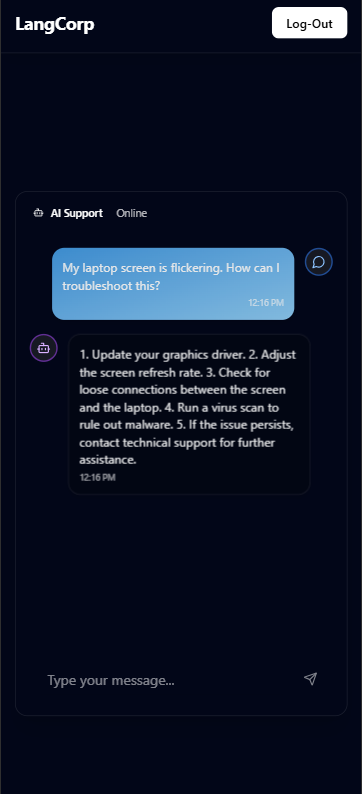 LangCorp
Log-Out
AI Support Online
My laptop screen is flickering. How can I
troubleshoot this?
12:16 PM
1. Update your graphics driver. 2. Adjust
the screen refresh rate. 3. Check for
loose connections between the screen
and the laptop. 4. Run a virus scan to
rule out malware. 5. If the issue persists,
contact technical support for further
assistance.
12:16 PM
Type your message...